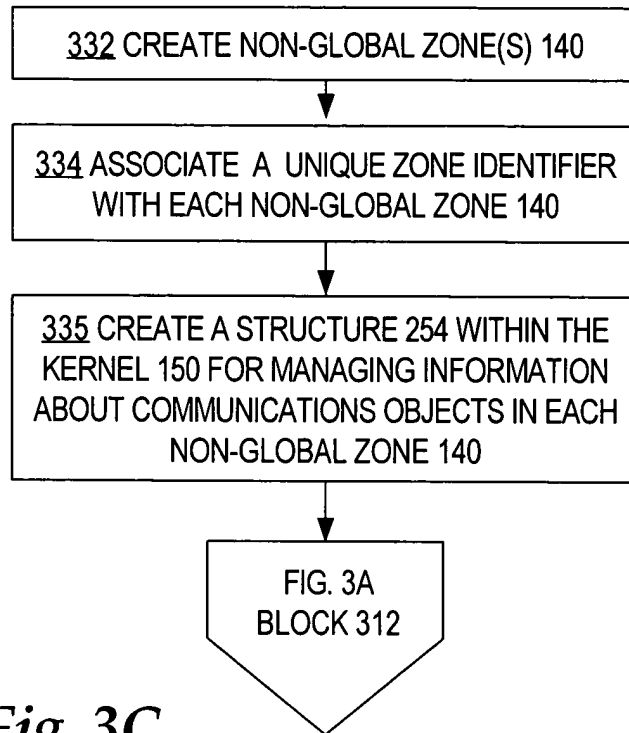 332 CREATE NON-GLOBAL ZONE(S) 140
334 ASSOCIATE A UNIQUE ZONE IDENTIFIER
WITH EACH NON-GLOBAL ZONE 140
335 CREATE A STRUCTURE 254 WITHIN THE
KERNEL 150 FOR MANAGING INFORMATION
ABOUT COMMUNICATIONS OBJECTS IN EACH
NON-GLOBAL ZONE 140
FIG. 3A
BLOCK 312
Fig. 3C